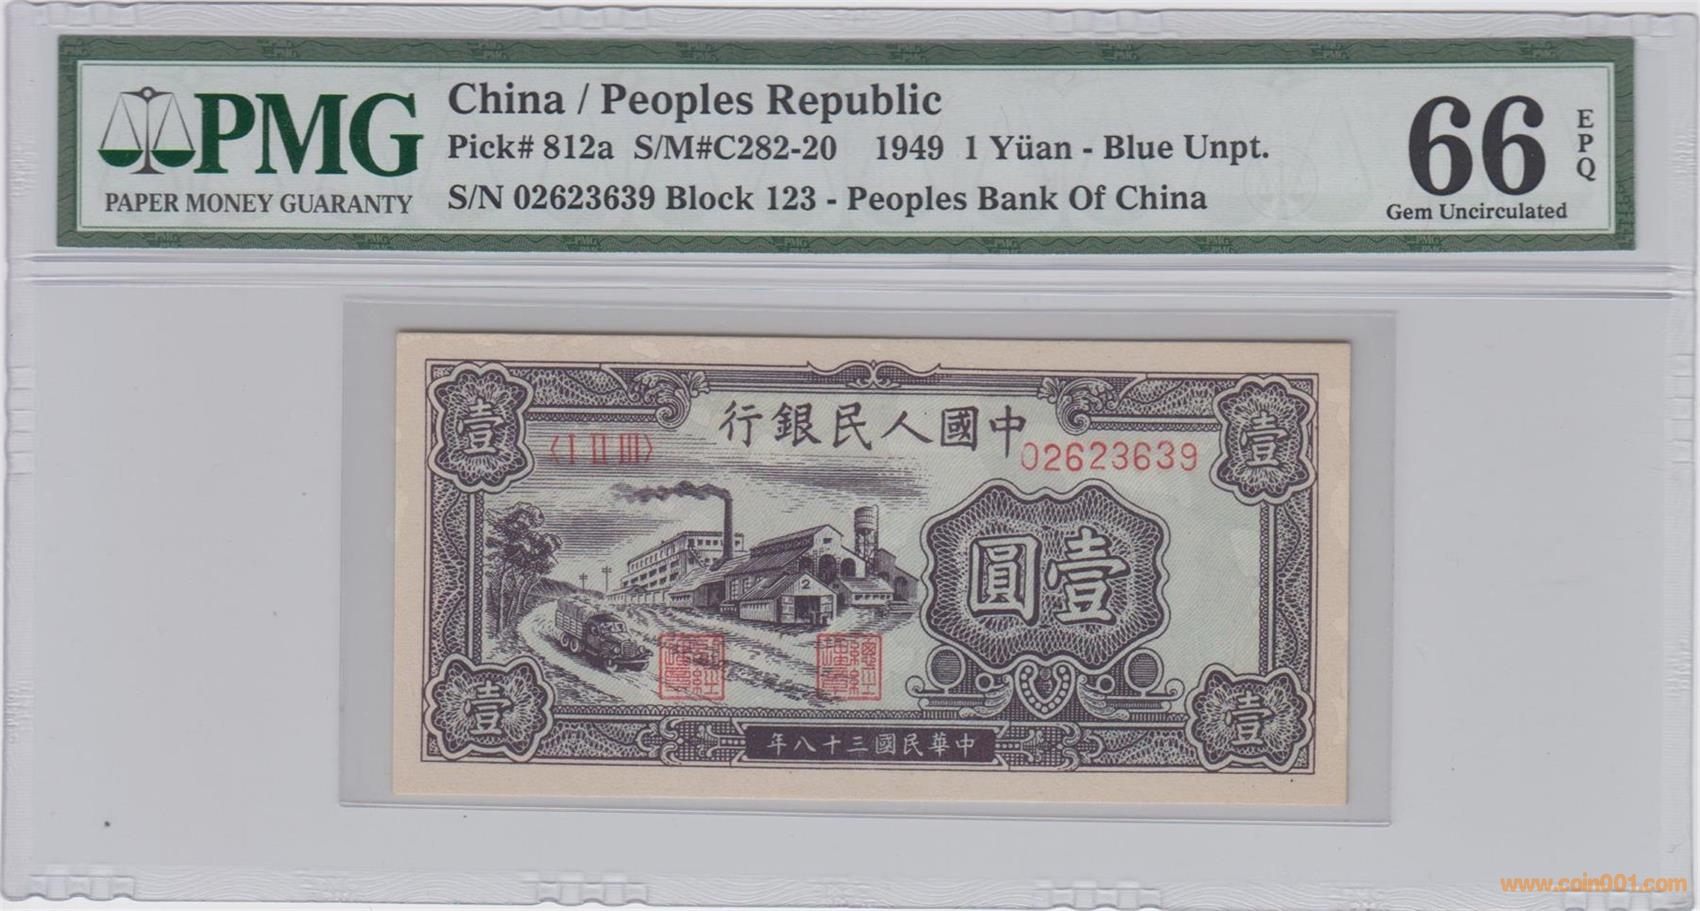 PMG
PAPER MONEY GUARANTY
China / Peoples Republic
Pick# 812a S/M#C282-20 1949 1 Yüan - Blue Unpt.
S/N 02623639 Block 123 - Peoples Bank Of China
66
EPQ
Gem Uncirculated
壹
行銀民人國中
壹
〈I II III〉
02623639
2
圓壹
壹
年八十三國民華中
壹
www.coin001.com